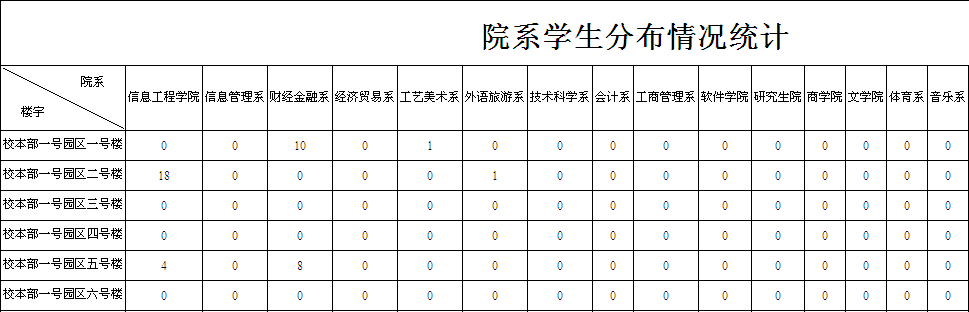 院系学生分布情况统计
院系
楼宇
信息工程学院 信息管理系 财经金融系 经济贸易系 工艺美术系 外语旅游系 技术科学系 会计系 工商管理系 软件学院 研究生院 商学院 文学院 体育系 音乐系
校本部一号园区一号楼 0 0 10 0 1 0 0 0 0 0 0 0 0 0 0
校本部一号园区二号楼 18 0 0 0 0 1 0 0 0 0 0 0 0 0 0
校本部一号园区三号楼 0 0 0 0 0 0 0 0 0 0 0 0 0 0 0
校本部一号园区四号楼 0 0 0 0 0 0 0 0 0 0 0 0 0 0 0
校本部一号园区五号楼 4 0 8 0 0 0 0 0 0 0 0 0 0 0 0
校本部一号园区六号楼 0 0 0 0 0 0 0 0 0 0 0 0 0 0 0